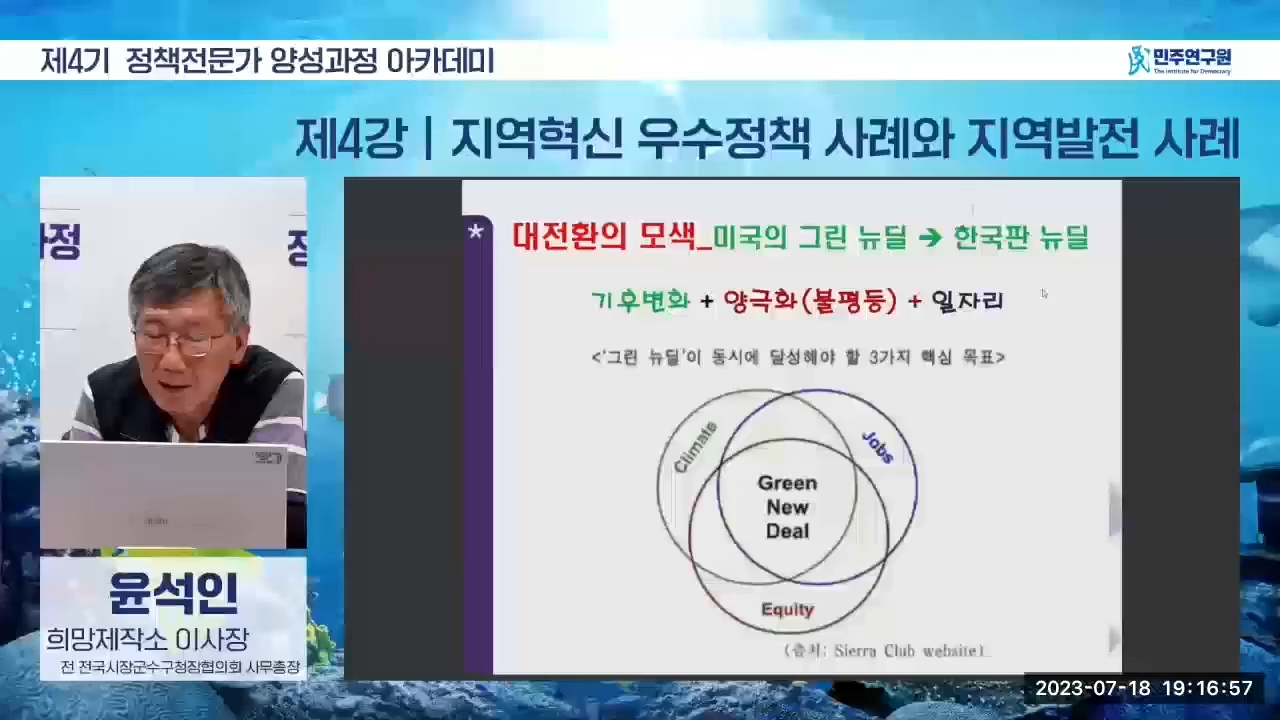 제4기 정책전문가 양성과정 아카데미
민주연구원
The Institute for Democracy
제4강 | 지역혁신 우수정책 사례와 지역발전 사례
과정
* 대전환의 모색_미국의 그린 뉴딜 → 한국판 뉴딜
기후변화 + 양극화(불평등) + 일자리
<'그린 뉴딜'이 동시에 달성해야 할 3가지 핵심 목표>
Climate
Jobs
Green
New
Deal
Equity
(출처: Sierra Club website)
윤석인
희망제작소 이사장
전 전국시장군수구청장협의회 사무총장
2023-07-18 19:16:57